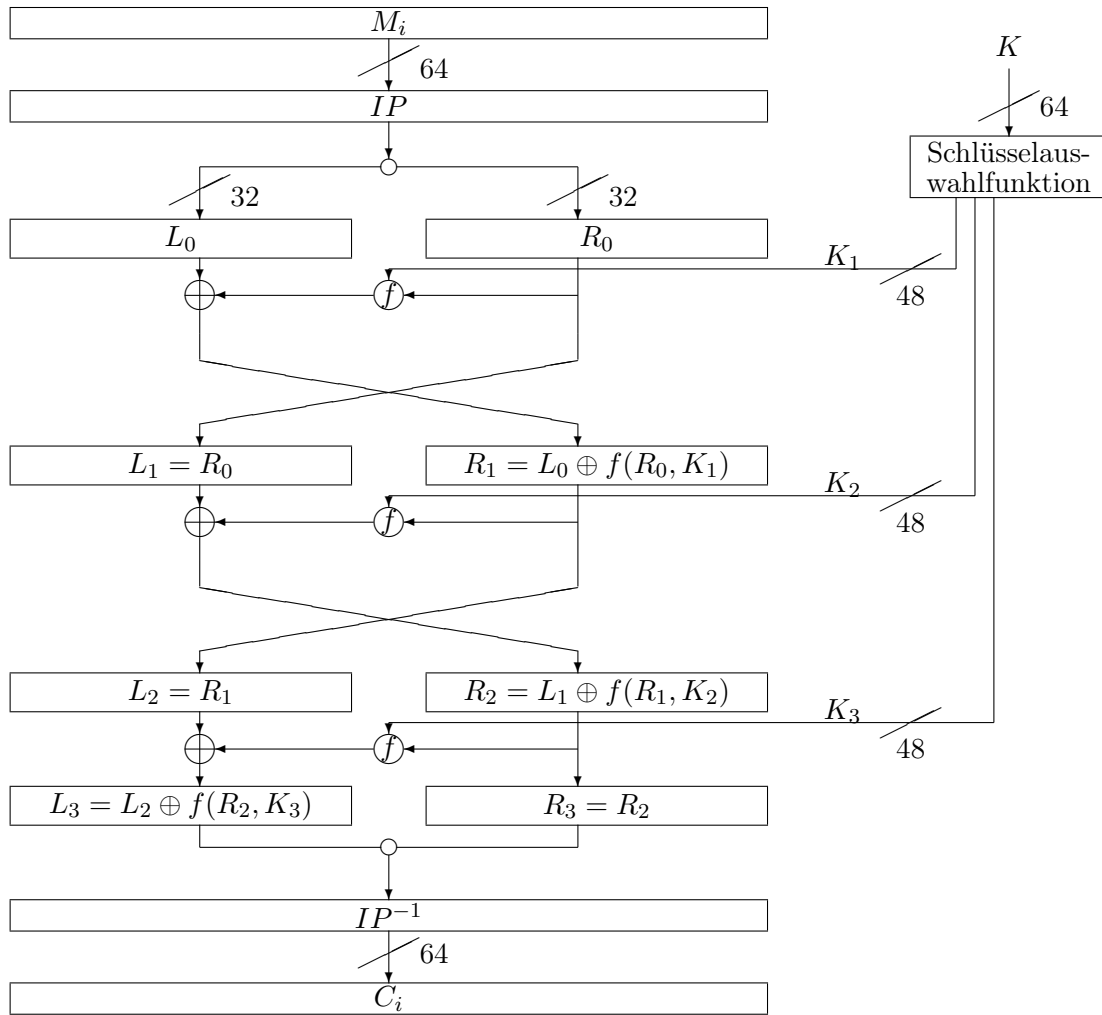 M_i
64
K
IP
64
Schlüsselaus-
wahlfunktion
32
32
L_0
R_0
K_1
f
48
L_1 = R_0
R_1 = L_0 ⊕ f(R_0, K_1)
K_2
f
48
L_2 = R_1
R_2 = L_1 ⊕ f(R_1, K_2)
K_3
f
48
L_3 = L_2 ⊕ f(R_2, K_3)
R_3 = R_2
IP^{-1}
64
C_i